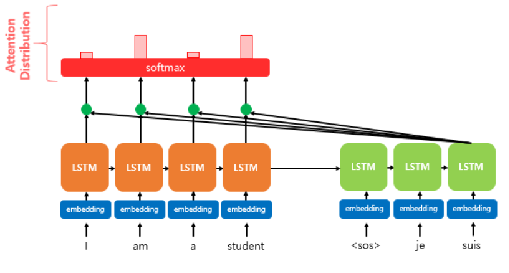 Attention
Distribution
softmax
LSTM LSTM LSTM LSTM LSTM LSTM LSTM
embedding embedding embedding embedding embedding embedding embedding
I am a student <sos> je suis